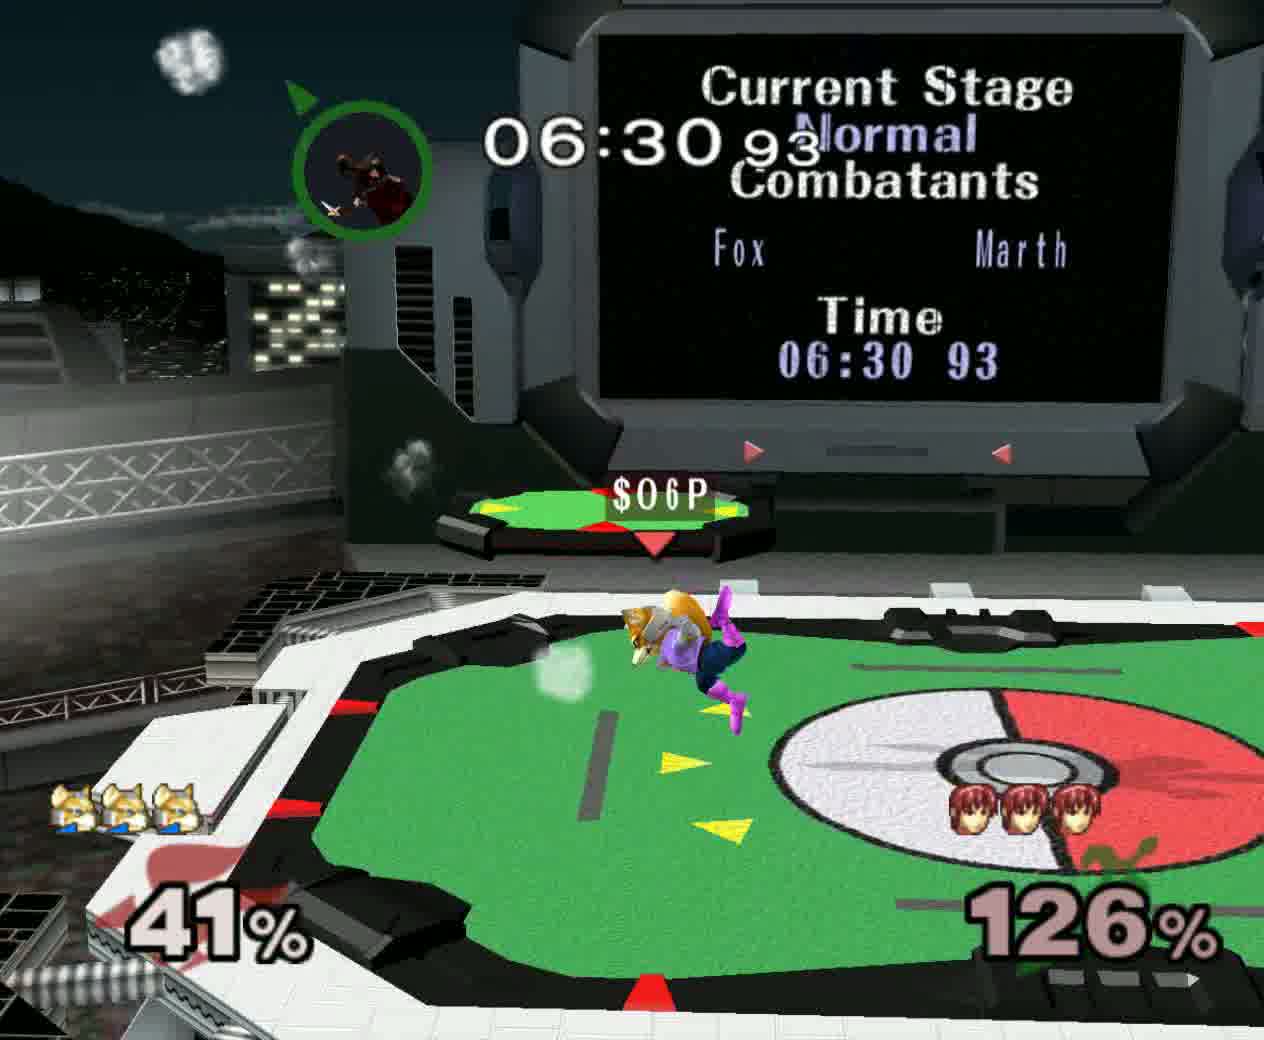 Current Stage
06:30 93
Normal
Combatants
Fox Marth
Time
06:30 93
$06P
41%
126%